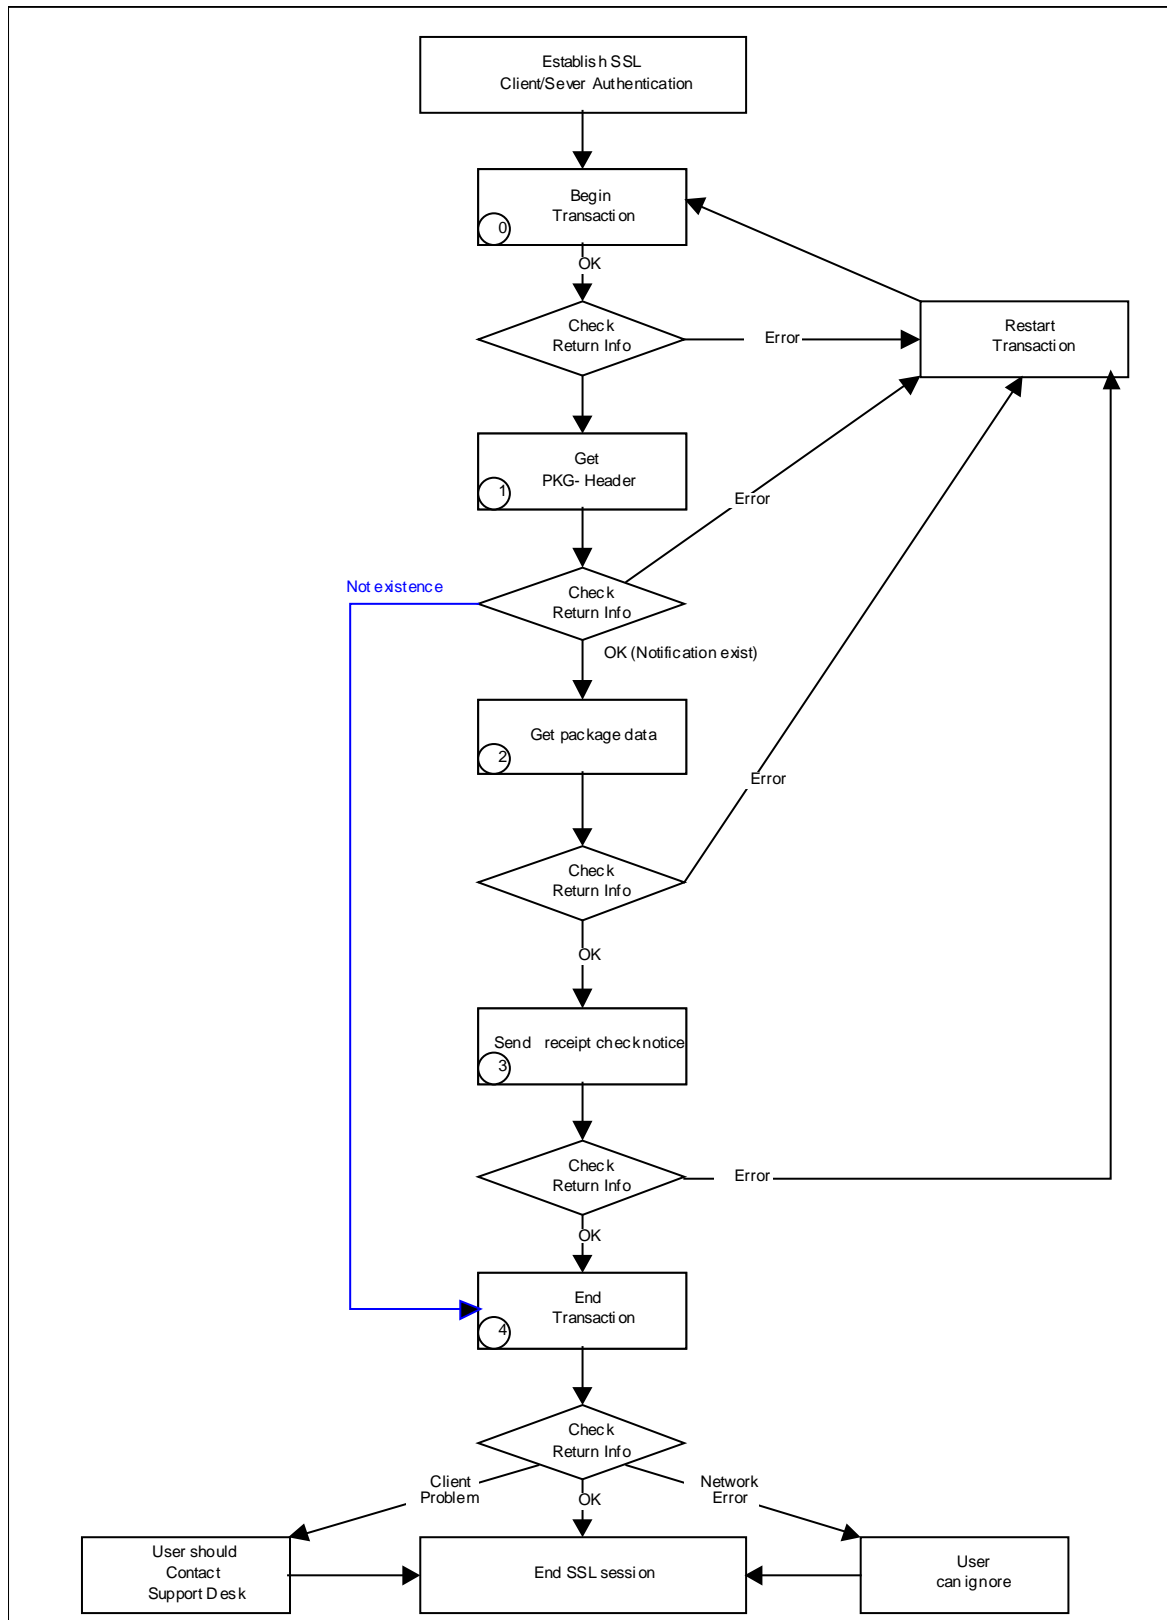 Establish SSL
Client/Sever Authentication
Begin
Transaction
0
OK
Check
Return Info
Error
Restart
Transaction
Get
PKG- Header
1
Error
Not existence
Check
Return Info
OK (Notification exist)
Get package data
2
Error
Check
Return Info
OK
Send receipt check notice
3
Check
Return Info
Error
OK
End
Transaction
4
Check
Return Info
Client
Problem
OK
Network
Error
User should
Contact
Support Desk
End SSL session
User
can ignore